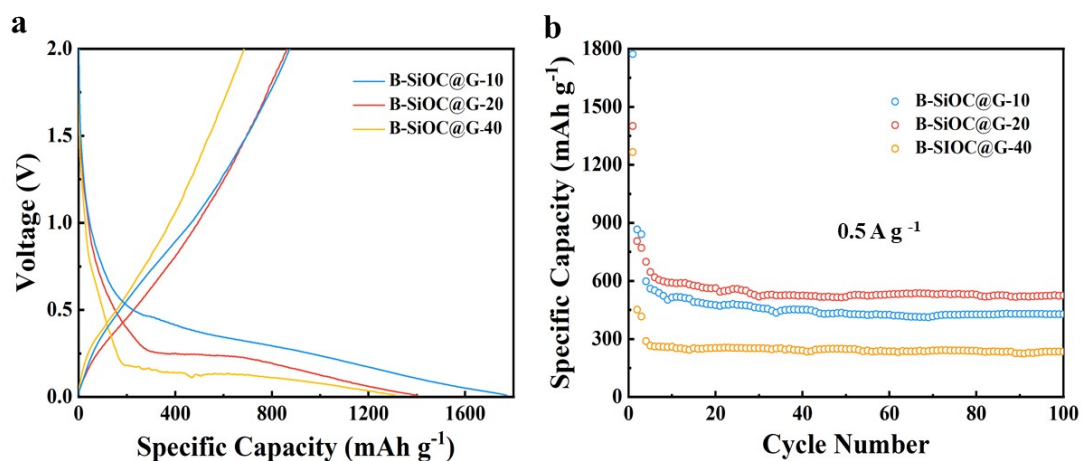 a
2.0
1.5
1.0
0.5
0.0
Voltage (V)
B-SiOC@G-10
B-SiOC@G-20
B-SiOC@G-40
0 400 800 1200 1600
Specific Capacity (mAh g-1)
b
1800
1500
1200
900
600
300
0
Specific Capacity (mAh g-1)
B-SiOC@G-10
B-SiOC@G-20
B-SIOC@G-40
0.5 A g -1
0 20 40 60 80 100
Cycle Number